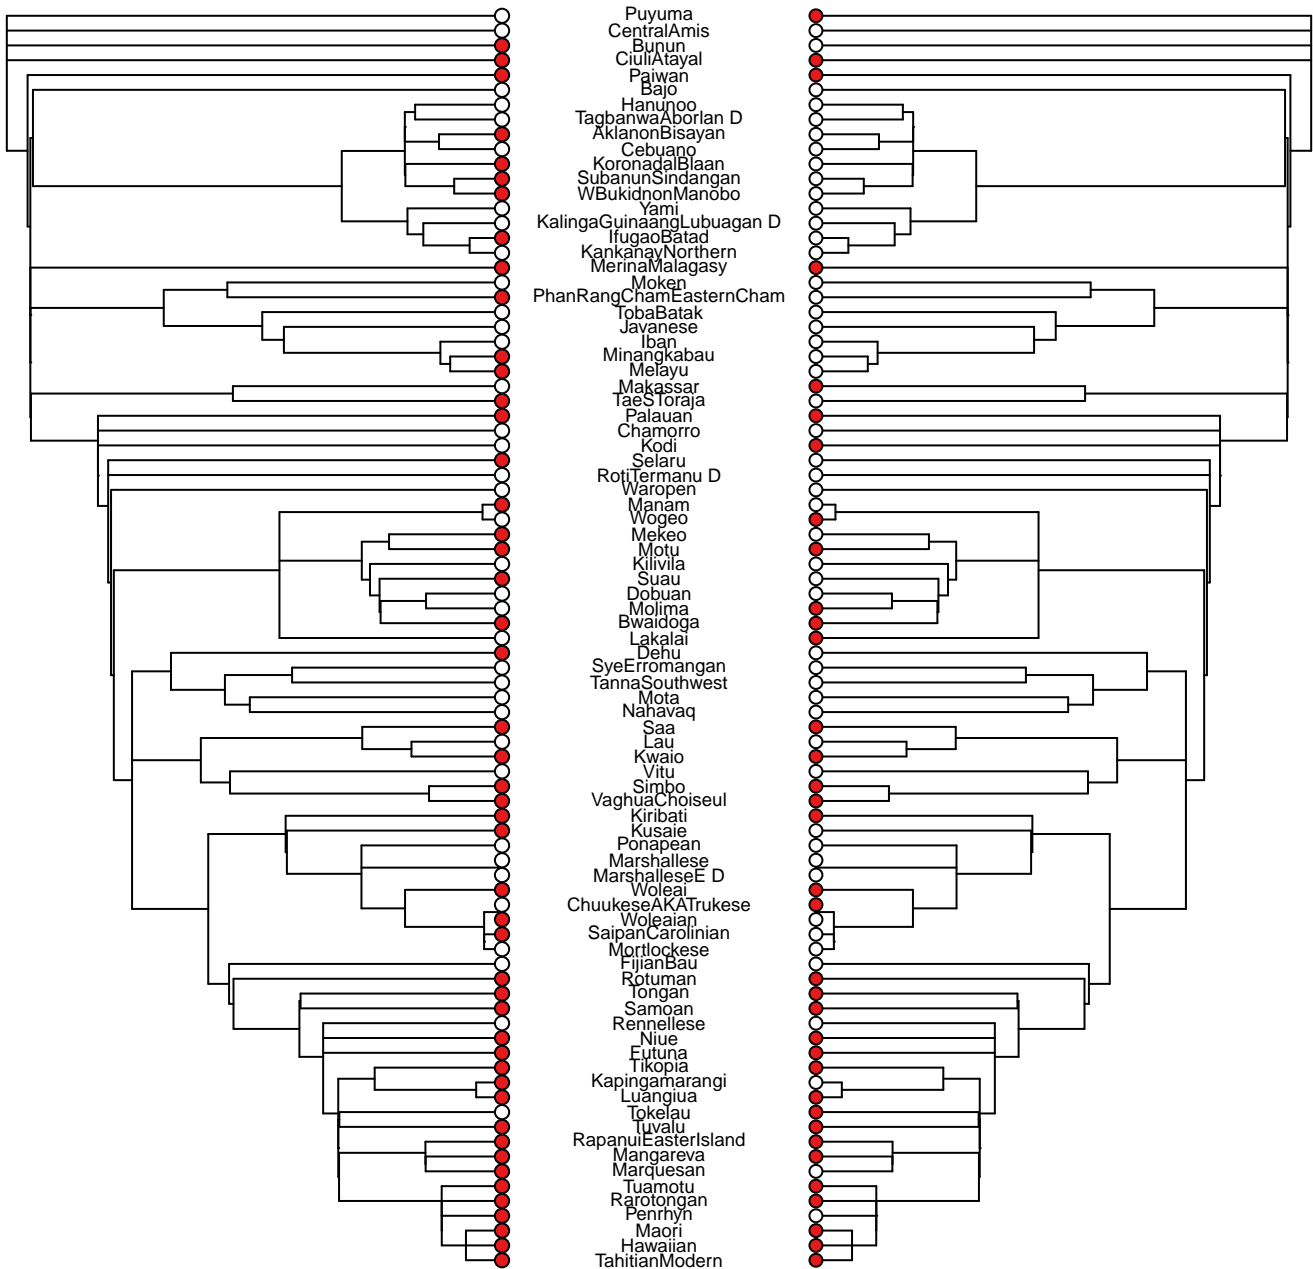 Puyuma
CentralAmis
Bunun
CiuliAtayal
Paiwan
Bajo
Hanunoo
TagbanwaAborlan D
AklanonBisayan
Cebuano
KoronadalBlaan
SubanunSindangan
WBukidnonManobo
Yami
KalingaGuinaangLubuagan D
IfugaoBatad
KankanayNorthern
MerinaMalagasy
Moken
PhanRangChamEasternCham
TobaBatak
Javanese
Iban
Minangkabau
Melayu
Makassar
TaeSToraja
Palauan
Chamorro
Kodi
Selaru
RotiTermanu D
Waropen
Manam
Wogeo
Mekeo
Motu
Kilivila
Suau
Dobuan
Molima
Bwaidoga
Lakalai
Dehu
SyeErromangan
TannaSouthwest
Mota
Nahavaq
Saa
Lau
Kwaio
Vitu
Simbo
VaghuaChoiseul
Kiribati
Kusaie
Ponapean
Marshallese
MarshalleseE D
Woleai
ChuukeseAKATrukese
Woleaian
SaipanCarolinian
Mortlockese
FijianBau
Rotuman
Tongan
Samoan
Rennellese
Niue
Futuna
Tikopia
Kapingamarangi
Luangiua
Tokelau
Tuvalu
RapanuiEasterIsland
Mangareva
Marquesan
Tuamotu
Rarotongan
Penrhyn
Maori
Hawaiian
TahitianModern